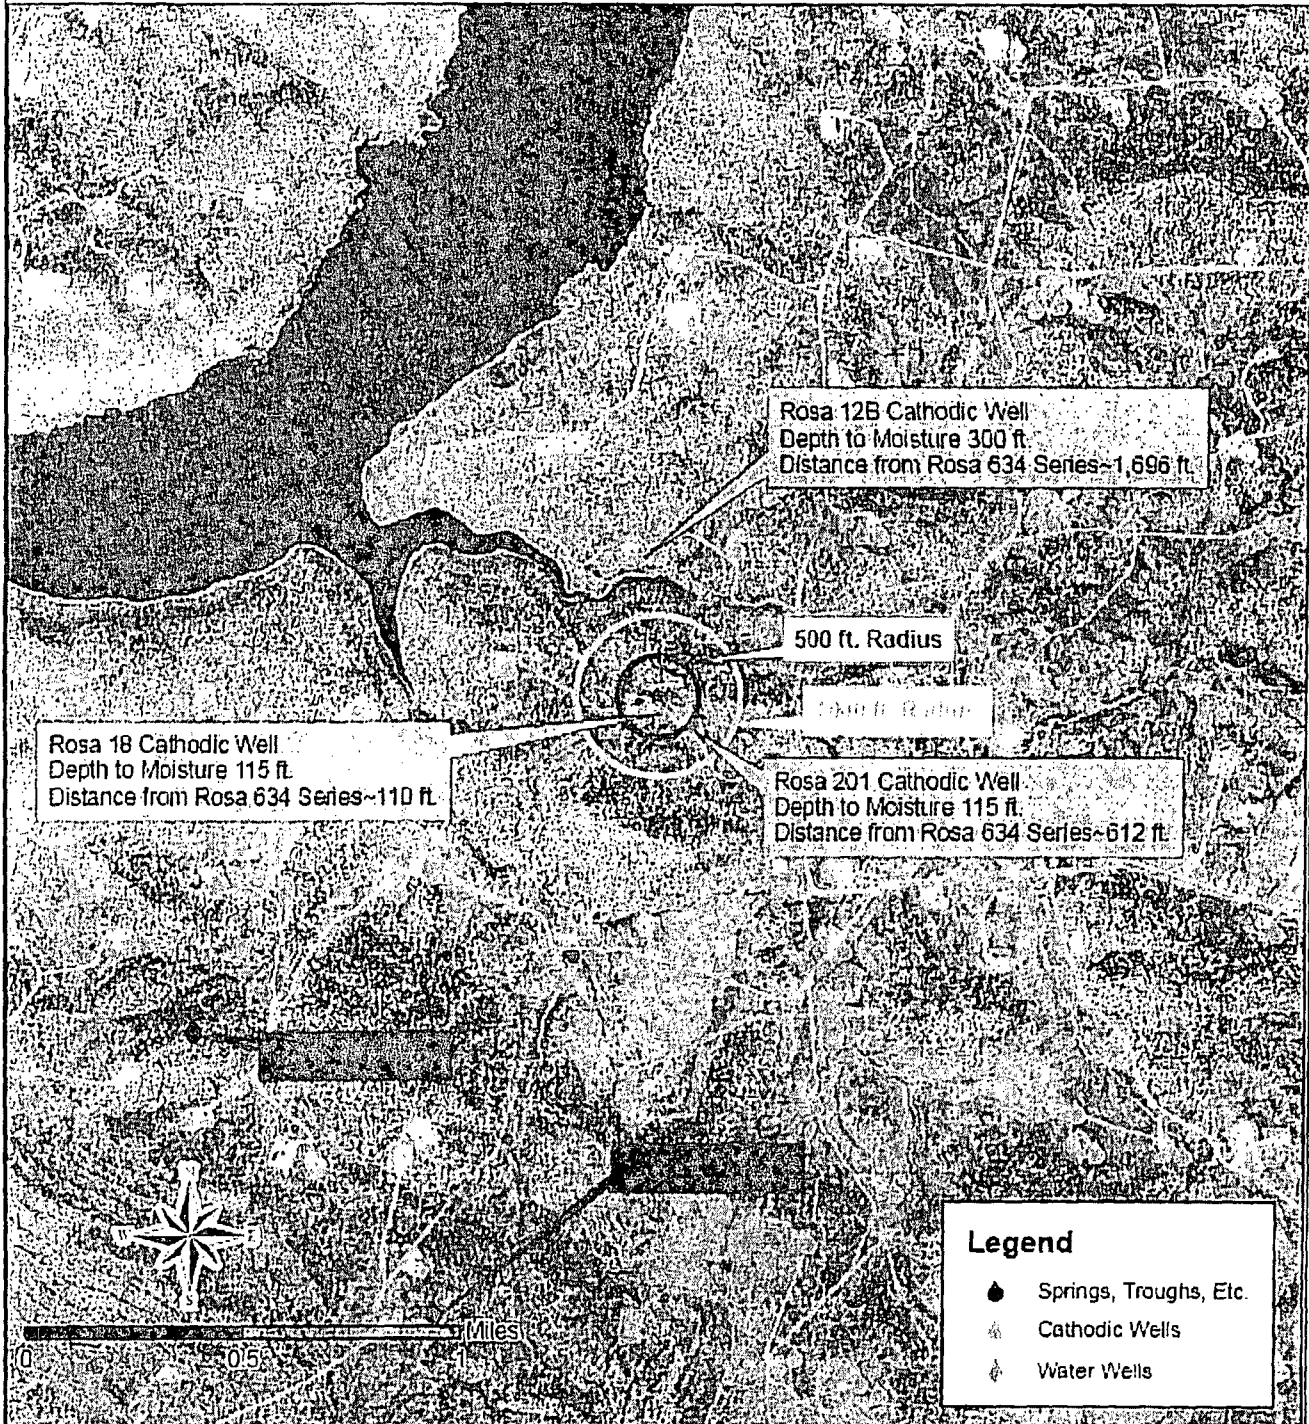 Rosa 12B Cathodic Well
Depth to Moisture 300 ft.
Distance from Rosa 634 Series~1,696 ft.
500 ft. Radius
ft. Radius
Rosa 18 Cathodic Well
Depth to Moisture 115 ft.
Distance from Rosa 634 Series~110 ft.
Rosa 201 Cathodic Well
Depth to Moisture 115 ft.
Distance from Rosa 634 Series~612 ft.
N
S
Legend
Springs, Troughs, Etc.
Cathodic Wells
Water Wells
Miles
0 0.5 1